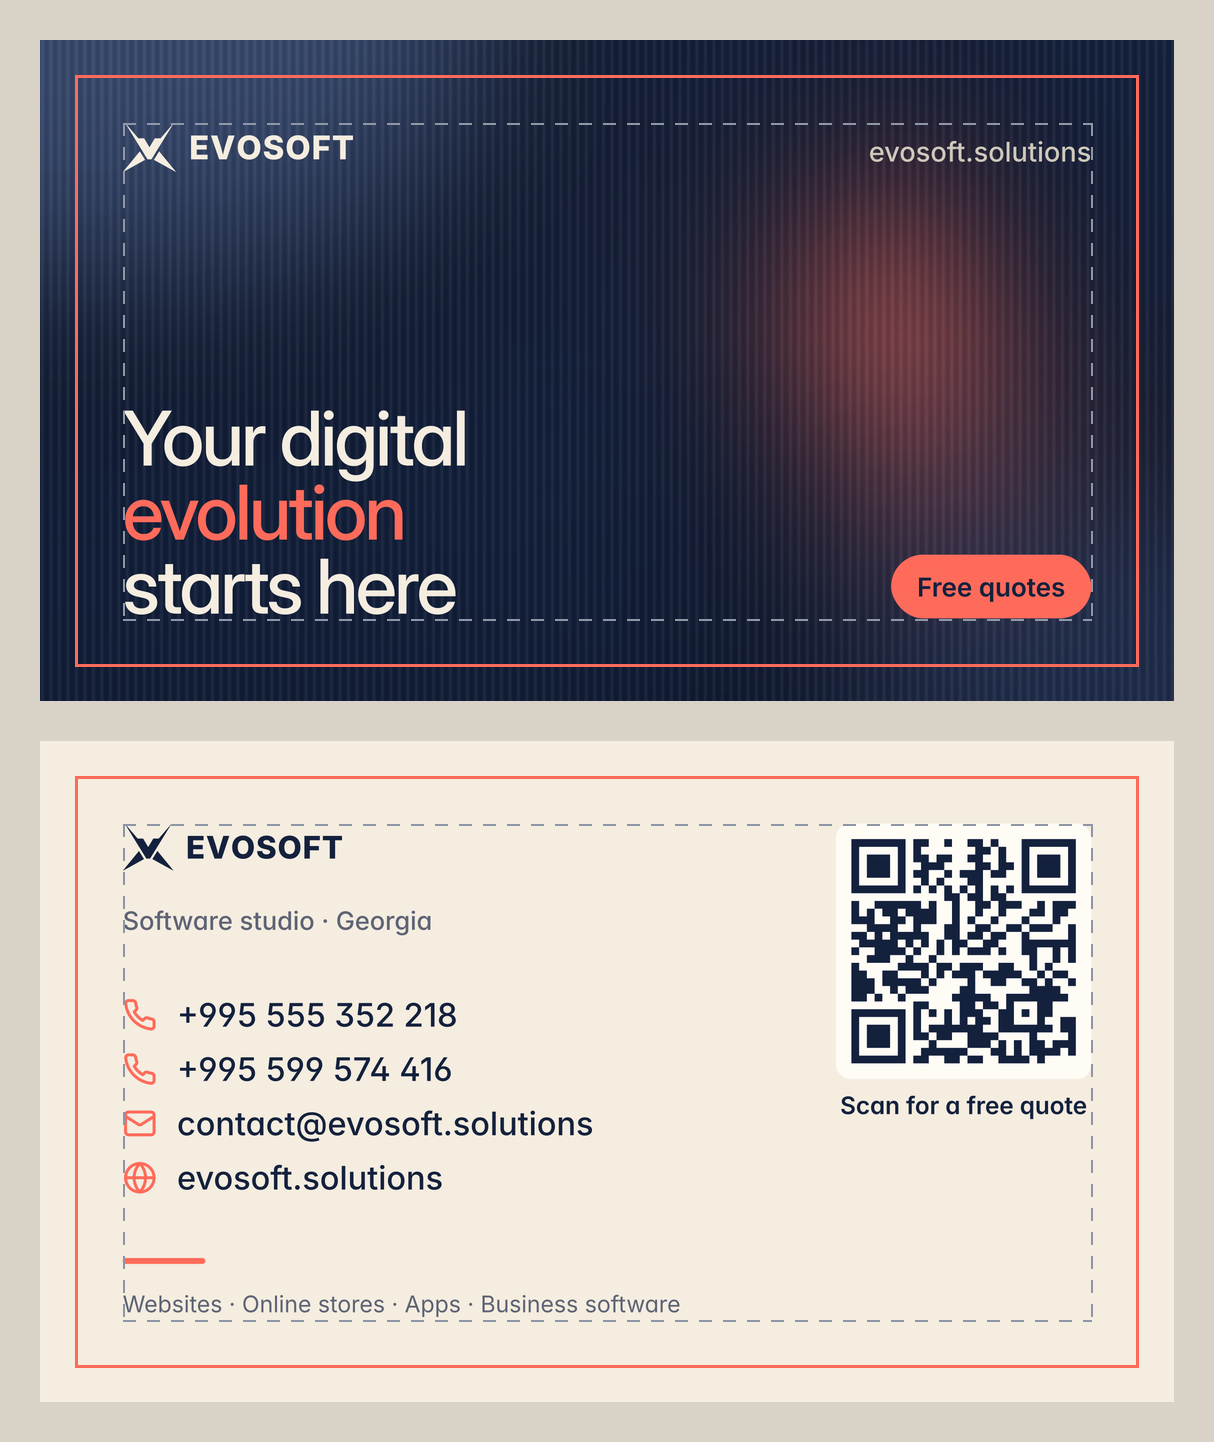 EVOSOFT
evosoft.solutions
Your digital
evolution
starts here
Free quotes
EVOSOFT
Software studio · Georgia
+995 555 352 218
+995 599 574 416
contact@evosoft.solutions
evosoft.solutions
Scan for a free quote
Websites · Online stores · Apps · Business software